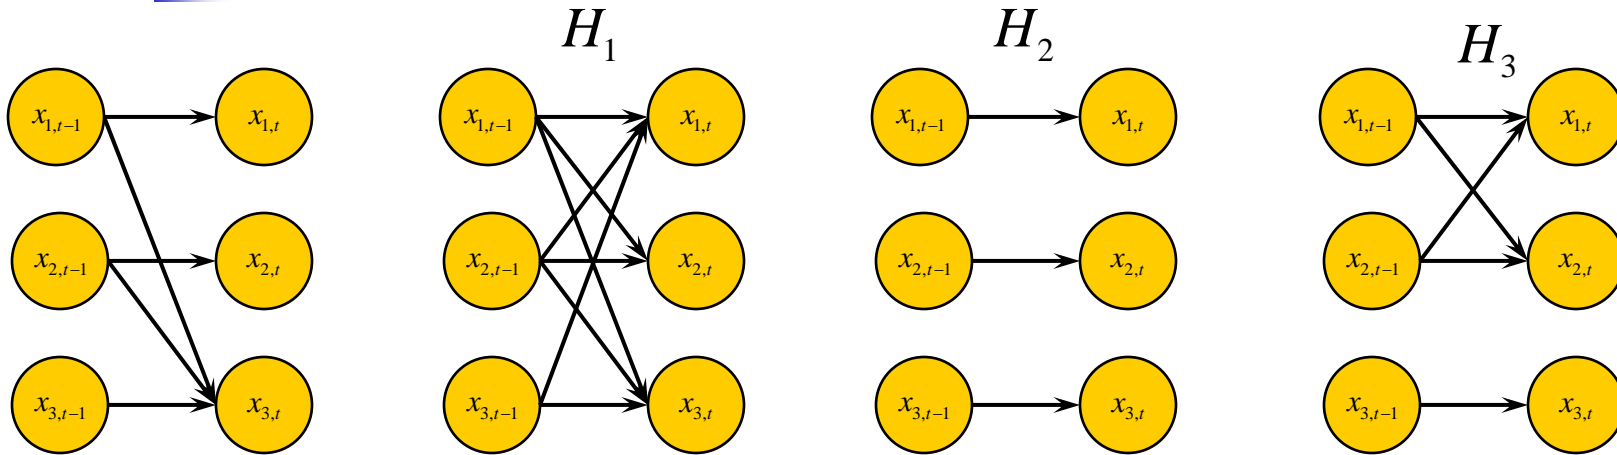 H₁ H₂ H₃
x₁,t−1 x₁,t x₁,t−1 x₁,t x₁,t−1 x₁,t x₁,t−1 x₁,t
x₂,t−1 x₂,t x₂,t−1 x₂,t x₂,t−1 x₂,t x₂,t−1 x₂,t
x₃,t−1 x₃,t x₃,t−1 x₃,t x₃,t−1 x₃,t x₃,t−1 x₃,t